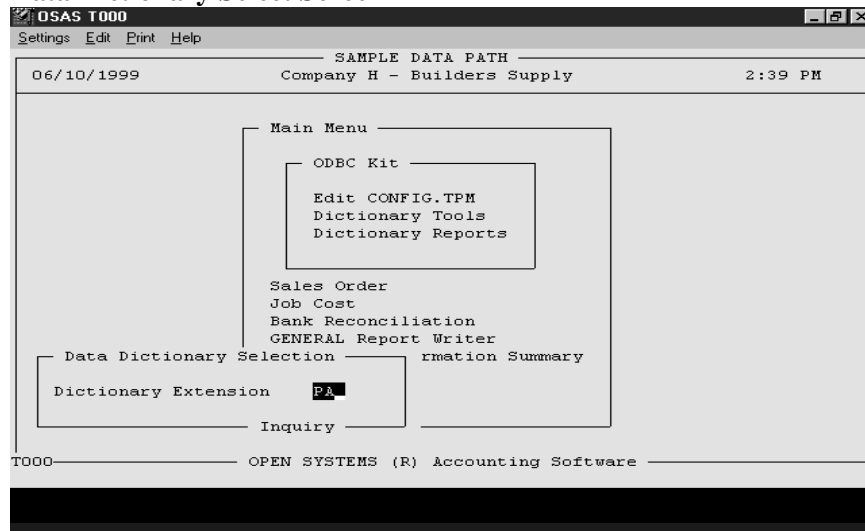 OSAS T000
Settings Edit Print Help
SAMPLE DATA PATH
06/10/1999 Company H - Builders Supply 2:39 PM
Main Menu
ODBC Kit
Edit CONFIG.TPM
Dictionary Tools
Dictionary Reports
Sales Order
Job Cost
Bank Reconciliation
GENERAL Report Writer
Data Dictionary Selection rmation Summary
Dictionary Extension PA
Inquiry
T000 OPEN SYSTEMS (R) Accounting Software